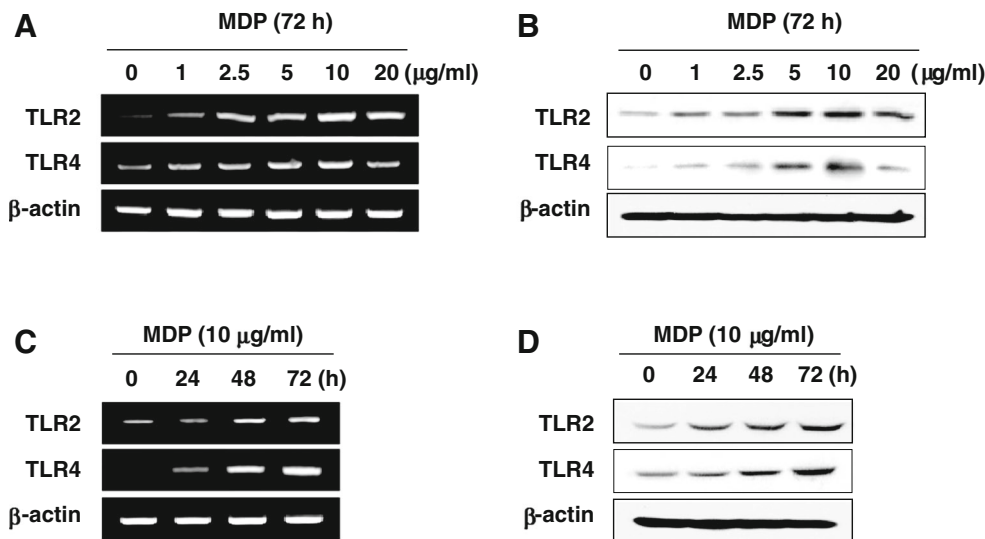 A
MDP (72 h)
0 1 2.5 5 10 20 (μg/ml)
TLR2
TLR4
β-actin
B
MDP (72 h)
0 1 2.5 5 10 20 (μg/ml)
TLR2
TLR4
β-actin
C
MDP (10 μg/ml)
0 24 48 72 (h)
TLR2
TLR4
β-actin
D
MDP (10 μg/ml)
0 24 48 72 (h)
TLR2
TLR4
β-actin